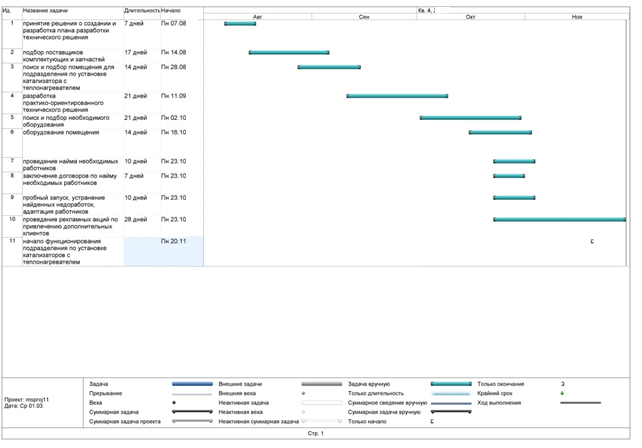 Ид. Название задачи Длительность Начало Кв. 4,
Авг Сен Окт Ноя
1 принятие решения о создании и 7 дней Пн 07.08
разработка плана разработки
технического решения
2 подбор поставщиков 17 дней Пн 14.08
комплектующих и запчастей
3 поиск и подбор помещения для 14 дней Пн 28.08
подразделения по установке
катализатора с
теплонагревателем
4 разработка 21 дней Пн 11.09
практико-ориентированного
технического решения
5 поиск и подбор необходимого 21 дней Пн 02.10
оборудования
6 оборудование помещения 14 дней Пн 16.10
7 проведение найма необходимых 10 дней Пн 23.10
работников
8 заключение договоров по найму 7 дней Пн 23.10
необходимых работников
9 пробный запуск, устранение 10 дней Пн 23.10
найденных недоработок,
адаптация работников
10 проведение рекламных акций по 28 дней Пн 23.10
привлечению дополнительных
клиентов
11 начало функционирования Пн 20.11
подразделения по установке
катализаторов с
теплонагревателем
Проект: msproj11
Дата: Ср 01.03
Задача Внешние задачи Задача вручную Только окончание
Прерывание Внешняя веха Только длительность Крайний срок
Веха Неактивная задача Суммарное сведение вручную Ход выполнения
Суммарная задача Неактивная веха Суммарная задача вручную
Суммарная задача проекта Неактивная суммарная задача Только начало
Стр. 1